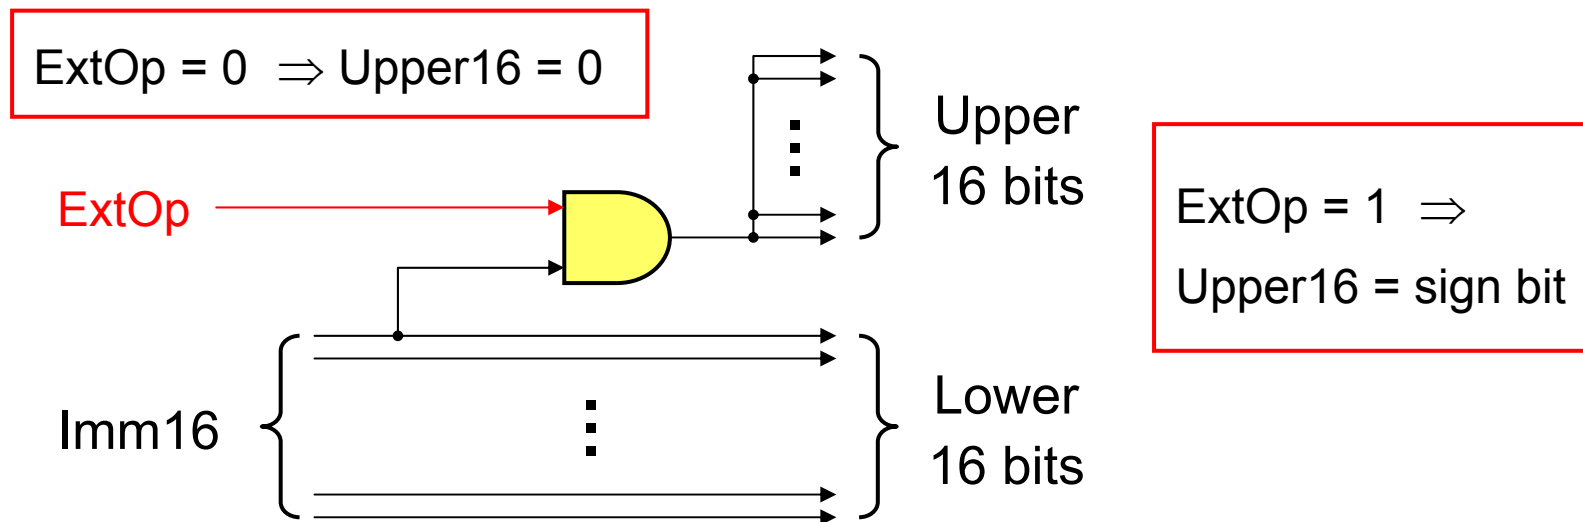 ExtOp = 0 ⇒ Upper16 = 0
Upper
16 bits
ExtOp
ExtOp = 1 ⇒
Upper16 = sign bit
Imm16
Lower
16 bits